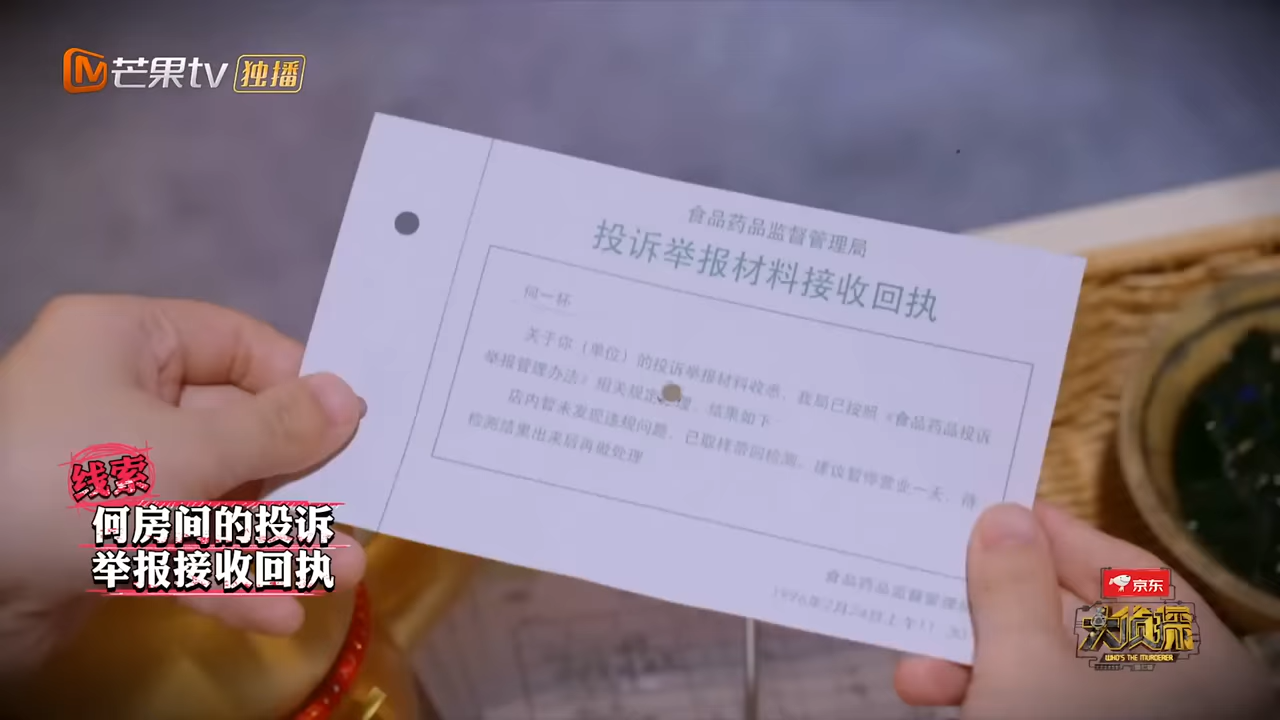 芒果tv 独播
食品药品监督管理局
投诉举报材料接收回执
何一杯
关于你（单位）的投诉举报材料收悉，我局已按照《食品药品投诉
举报管理办法》相关规定 理，结果如下
店内暂未发现违规问题，已取样带回检测，建议暂停营业一天，待
检测结果出来后再做处理
食品药品监督管理局
线索
何房间的投诉
举报接收回执
京东
大侦探
WHO'S THE MURDERER